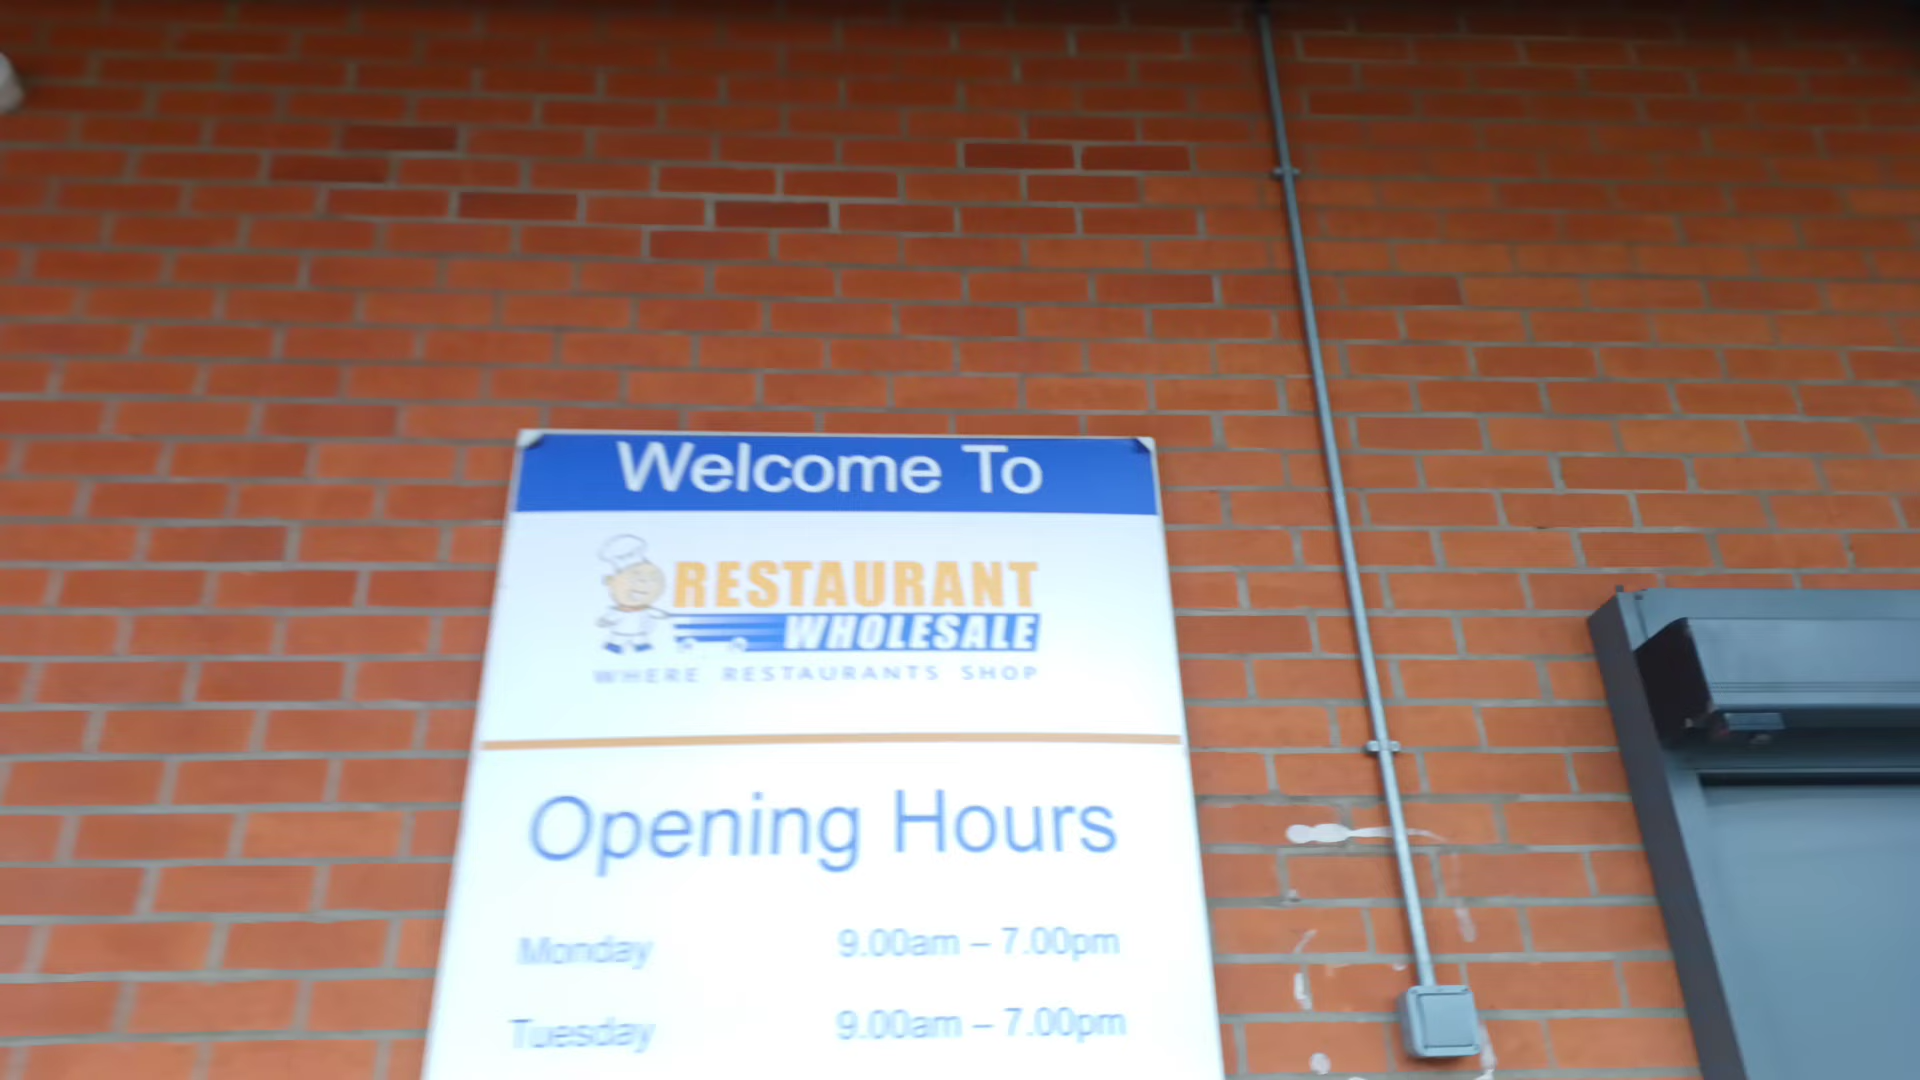 Welcome To
RESTAURANT
WHOLESALE
WHERE RESTAURANTS SHOP
Opening Hours
Monday 9.00am – 7.00pm
Tuesday 9.00am – 7.00pm